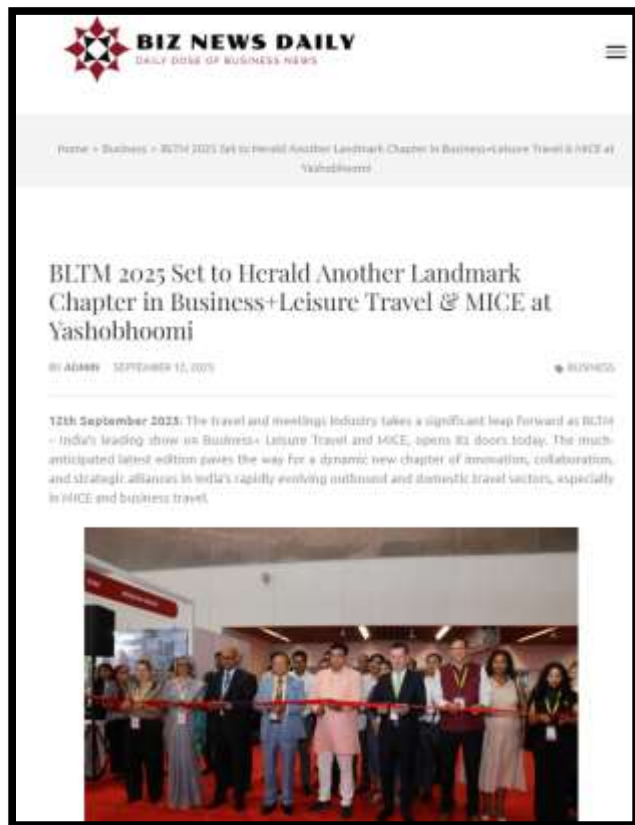 BIZ NEWS DAILY
DAILY DOSE OF BUSINESS NEWS
Home » Business » BLTM 2025 Set to Herald Another Landmark Chapter in Business+Leisure Travel & MICE at
Yashobhoomi
BLTM 2025 Set to Herald Another Landmark
Chapter in Business+Leisure Travel & MICE at
Yashobhoomi
BY ADMIN SEPTEMBER 12, 2025 BUSINESS
12th September 2025: The travel and meetings industry takes a significant leap forward as BLTM
– India's leading show on Business+ Leisure Travel and MICE, opens its doors today. The much-
anticipated latest edition paves the way for a dynamic new chapter of innovation, collaboration,
and strategic alliances in India's rapidly evolving outbound and domestic travel sectors, especially
in MICE and business travel.